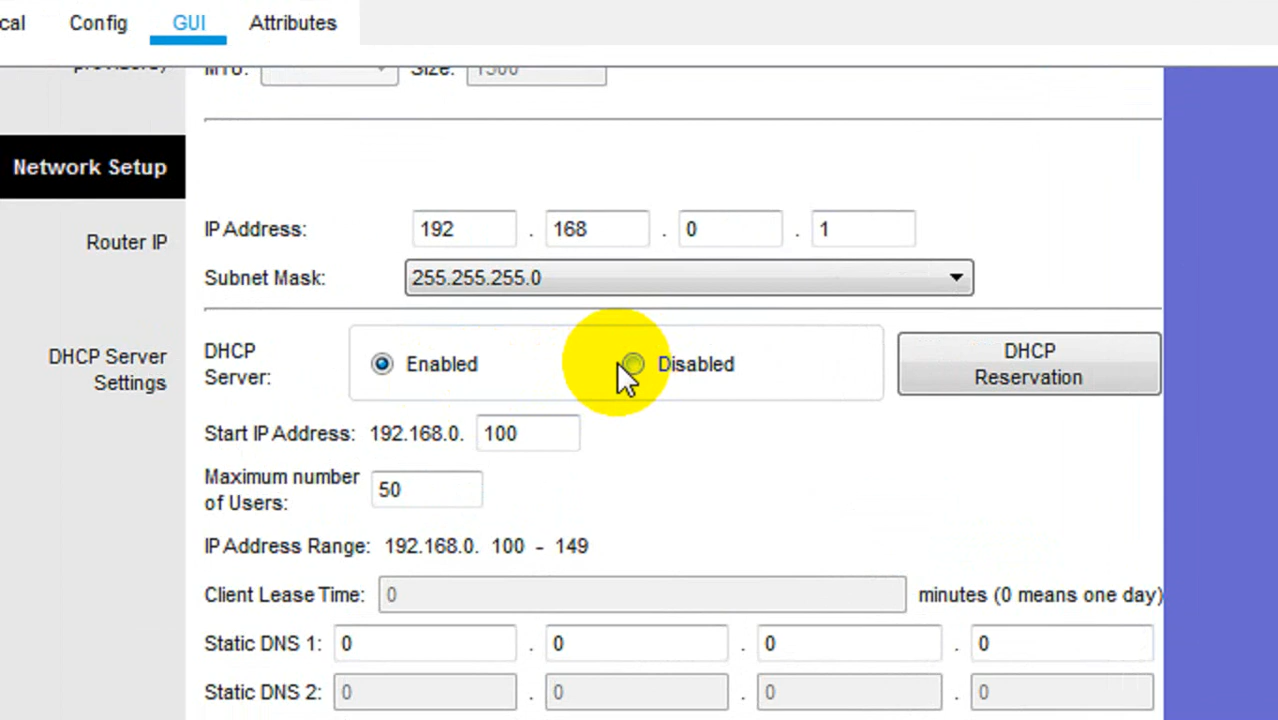 cal Config GUI Attributes
MTU: Size: 1500
Network Setup
Router IP
IP Address: 192 . 168 . 0 . 1
Subnet Mask: 255.255.255.0
DHCP Server Settings
DHCP Server: Enabled Disabled DHCP Reservation
Start IP Address: 192.168.0. 100
Maximum number
of Users: 50
IP Address Range: 192.168.0. 100 - 149
Client Lease Time: 0 minutes (0 means one day)
Static DNS 1: 0 . 0 . 0 . 0
Static DNS 2: 0 . 0 . 0 . 0